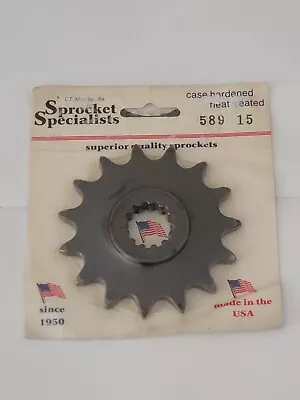 Sprocket
Specialists
case hardened
heat treated
589 15
superior quality sprockets
since
1950
made in the
USA